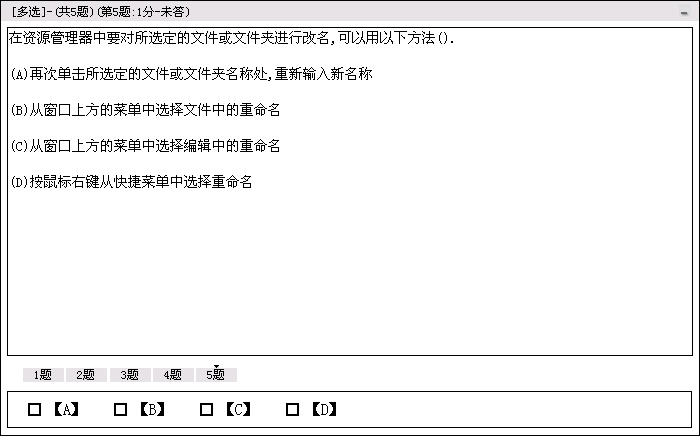 [多选]-(共5题)(第5题:1分-未答)
在资源管理器中要对所选定的文件或文件夹进行改名,可以用以下方法().
(A)再次单击所选定的文件或文件夹名称处,重新输入新名称
(B)从窗口上方的菜单中选择文件中的重命名
(C)从窗口上方的菜单中选择编辑中的重命名
(D)按鼠标右键从快捷菜单中选择重命名
1题 2题 3题 4题 5题
【A】 【B】 【C】 【D】